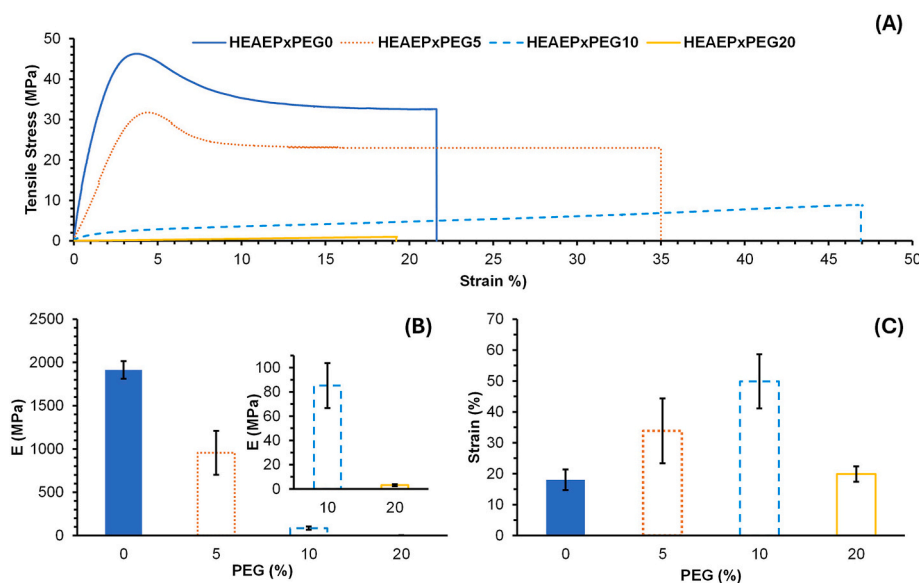 (A)
HEAEPxPEG0 HEAEPxPEG5 HEAEPxPEG10 HEAEPxPEG20
Tensile Stress (MPa)
50
40
30
20
10
0
0 5 10 15 20 25 30 35 40 45 50
Strain %)
(B)
E (MPa)
2500
2000
1500
1000
500
0
0 5 10 20
PEG (%)
E (MPa)
100
80
60
40
20
0
10 20
(C)
Strain (%)
70
60
50
40
30
20
10
0
0 5 10 20
PEG (%)